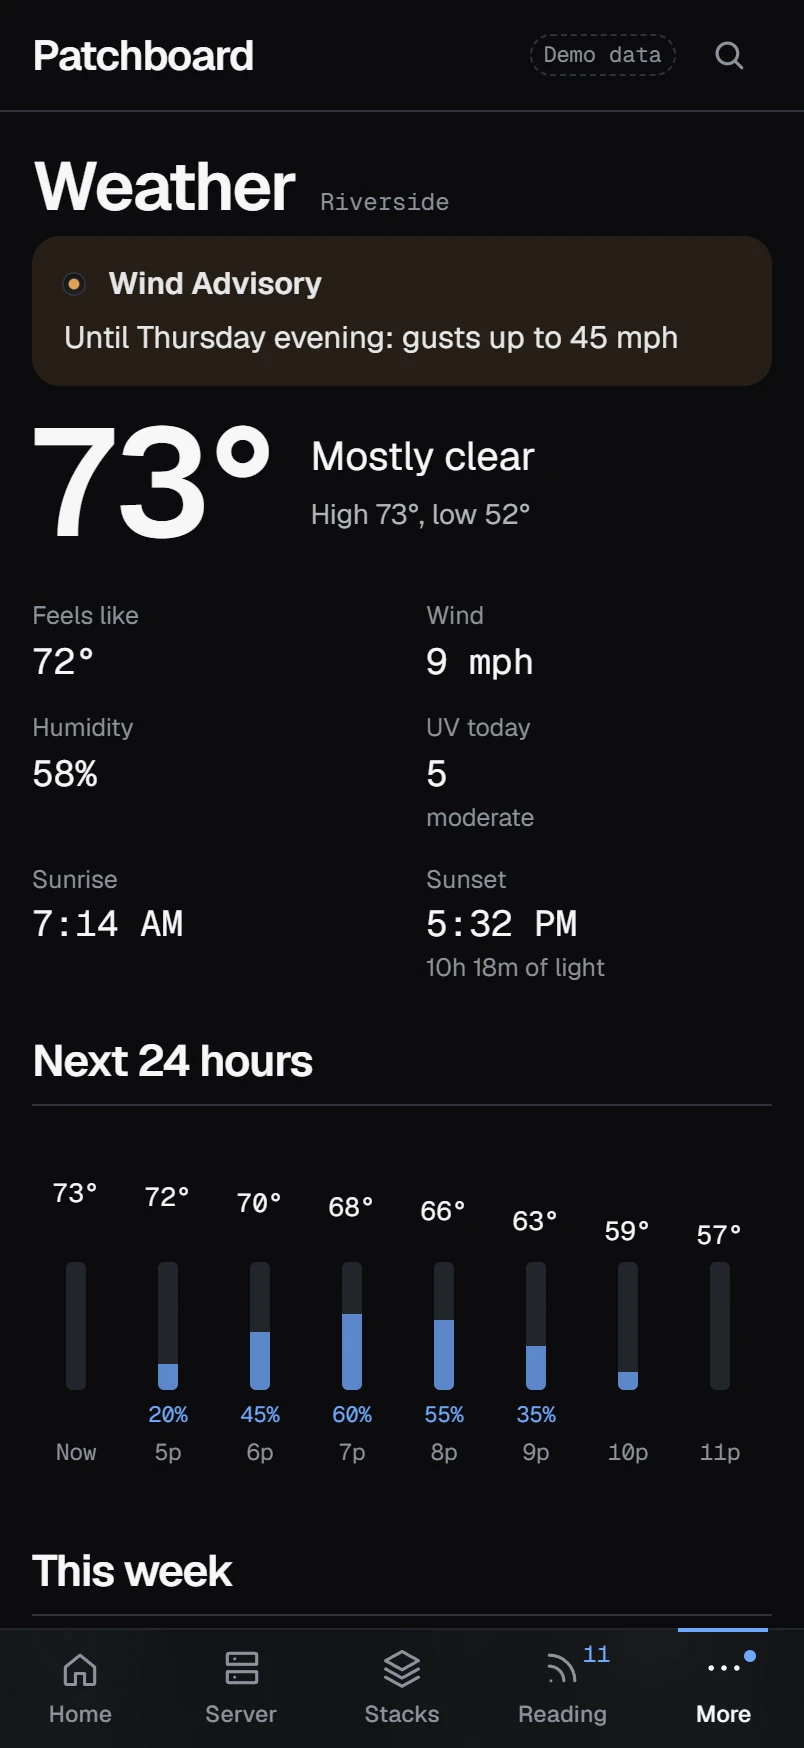 Patchboard
Demo data
Weather Riverside
Wind Advisory
Until Thursday evening: gusts up to 45 mph
73°
Mostly clear
High 73°, low 52°
Feels like
72°
Wind
9 mph
Humidity
58%
UV today
5
moderate
Sunrise
7:14 AM
Sunset
5:32 PM
10h 18m of light
Next 24 hours
73° 72° 70° 68° 66° 63° 59° 57°
20% 45% 60% 55% 35%
Now 5p 6p 7p 8p 9p 10p 11p
This week
11
Home Server Stacks Reading More